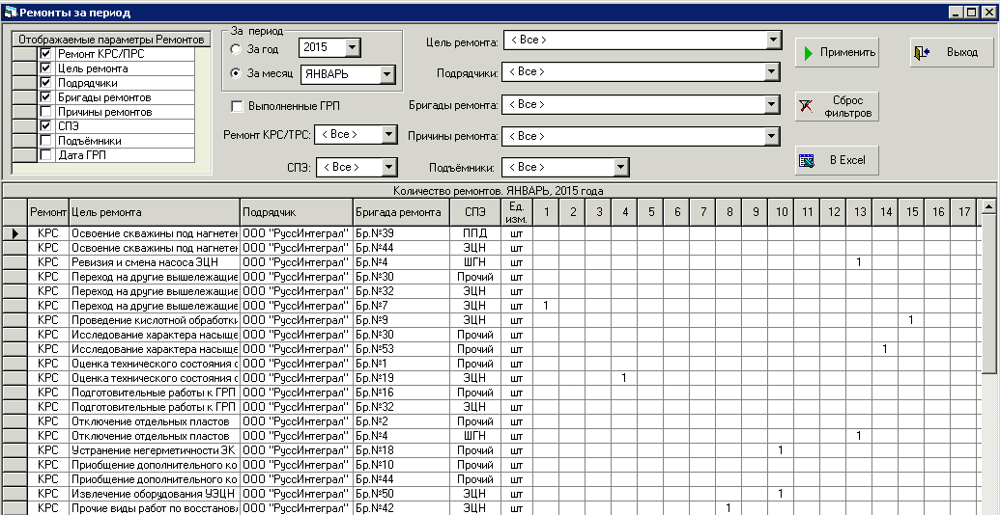 Ремонты за период
Отображаемые параметры Ремонтов
Ремонт КРС/ПРС
Цель ремонта
Подрядчики
Бригады ремонтов
Причины ремонтов
СПЭ
Подъёмники
Дата ГРП
За период
За год 2015
За месяц ЯНВАРЬ
Выполненные ГРП
Ремонт КРС/ТРС: < Все >
СПЭ: < Все >
Цель ремонта: < Все >
Подрядчики: < Все >
Бригады ремонта: < Все >
Причины ремонта: < Все >
Подъёмники: < Все >
Применить
Выход
Сброс фильтров
В Excel
Количество ремонтов. ЯНВАРЬ, 2015 года
Ремонт Цель ремонта Подрядчик Бригада ремонта СПЭ Ед. изм. 1 2 3 4 5 6 7 8 9 10 11 12 13 14 15 16 17
КРС Освоение скважины под нагнетен ООО "РуссИнтеграл" Бр.№39 ППД шт
КРС Освоение скважины под нагнетен ООО "РуссИнтеграл" Бр.№44 ЭЦН шт
КРС Ревизия и смена насоса ЭЦН ООО "РуссИнтеграл" Бр.№4 ШГН шт 1
КРС Переход на другие вышележащие ООО "РуссИнтеграл" Бр.№30 Прочий шт
КРС Переход на другие вышележащие ООО "РуссИнтеграл" Бр.№32 ЭЦН шт
КРС Переход на другие вышележащие ООО "РуссИнтеграл" Бр.№7 ЭЦН шт 1
КРС Проведение кислотной обработки ООО "РуссИнтеграл" Бр.№9 ЭЦН шт 1
КРС Исследование характера насыще ООО "РуссИнтеграл" Бр.№30 Прочий шт
КРС Исследование характера насыще ООО "РуссИнтеграл" Бр.№53 Прочий шт 1
КРС Оценка технического состояния о ООО "РуссИнтеграл" Бр.№1 Прочий шт
КРС Оценка технического состояния о ООО "РуссИнтеграл" Бр.№19 ЭЦН шт 1
КРС Подготовительные работы к ГРП ООО "РуссИнтеграл" Бр.№16 Прочий шт
КРС Подготовительные работы к ГРП ООО "РуссИнтеграл" Бр.№32 ЭЦН шт
КРС Отключение отдельных пластов ООО "РуссИнтеграл" Бр.№2 Прочий шт
КРС Отключение отдельных пластов ООО "РуссИнтеграл" Бр.№4 ШГН шт 1
КРС Устранение негерметичности ЭК ООО "РуссИнтеграл" Бр.№18 Прочий шт 1
КРС Приобщение дополнительного ко ООО "РуссИнтеграл" Бр.№10 Прочий шт
КРС Приобщение дополнительного ко ООО "РуссИнтеграл" Бр.№44 Прочий шт
КРС Извлечение оборудования УЭЦН ООО "РуссИнтеграл" Бр.№50 ЭЦН шт 1
КРС Прочие виды работ по восстанов ООО "РуссИнтеграл" Бр.№42 ЭЦН шт 1